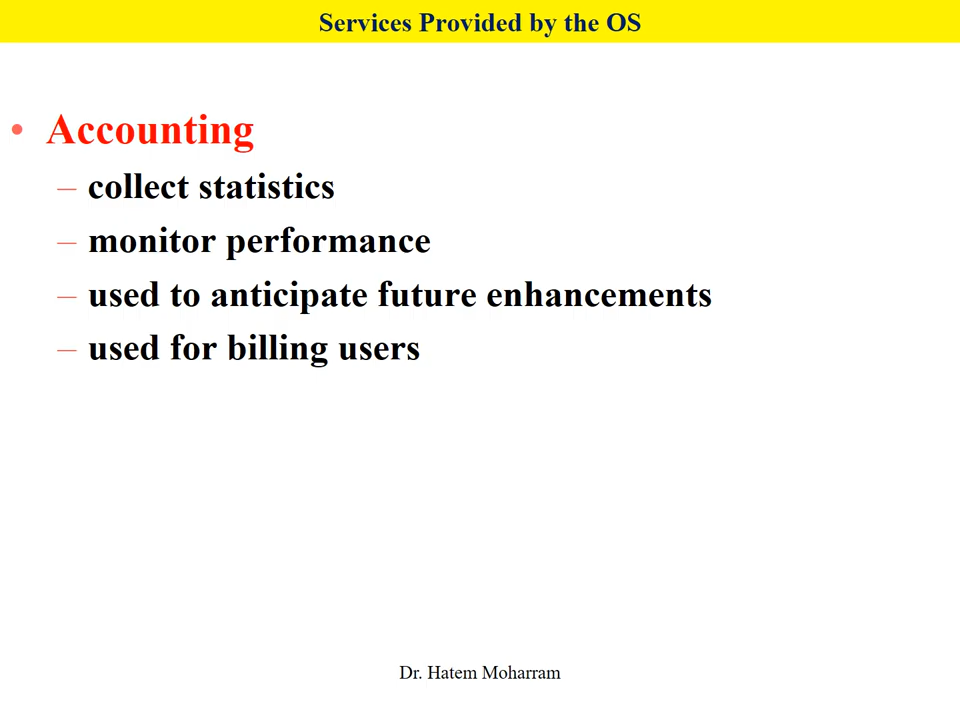 Services Provided by the OS
• Accounting
– collect statistics
– monitor performance
– used to anticipate future enhancements
– used for billing users
Dr. Hatem Moharram